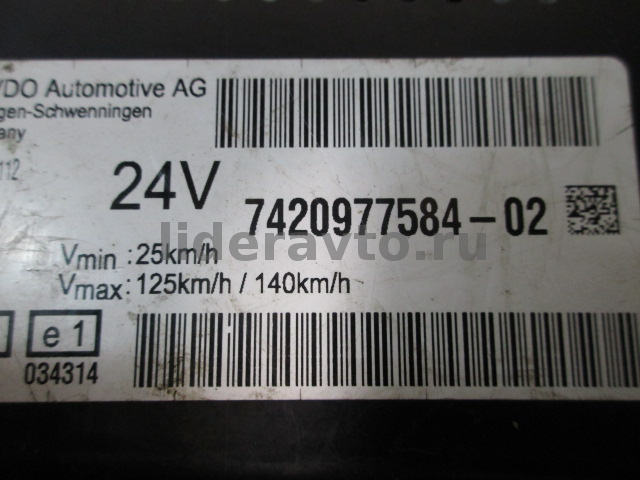 VDO Automotive AG
gen-Schwenningen
any
112
24V
7420977584-02
lideravto.ru
Vmin :25km/h
Vmax: 125km/h / 140km/h
e 1
034314